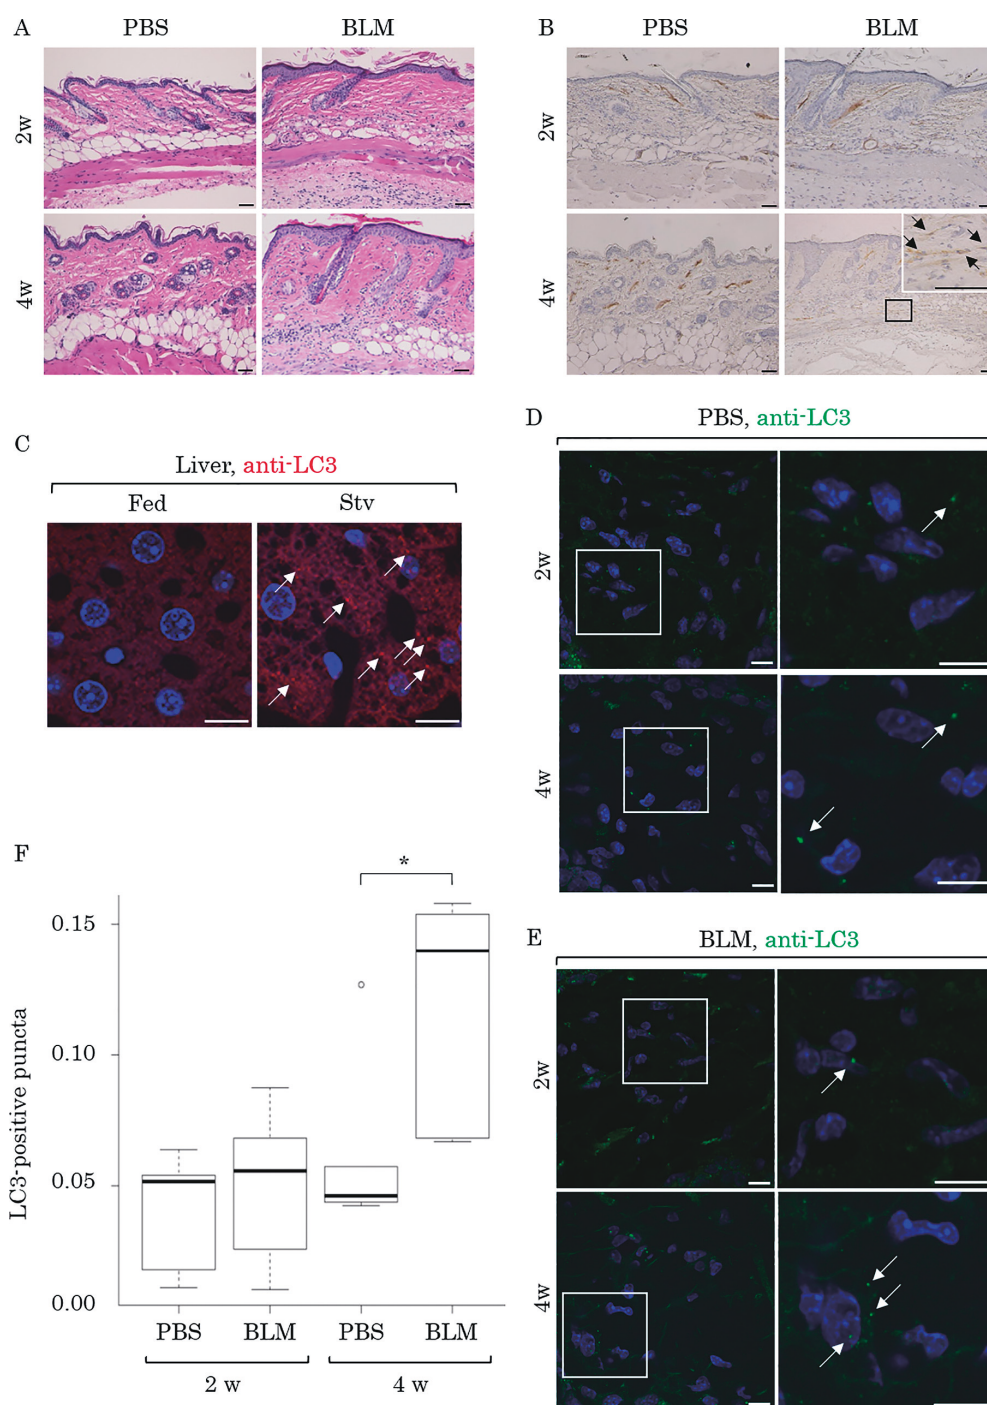 A
PBS
BLM
2w
4w
B
PBS
BLM
2w
4w
C
Liver, anti-LC3
Fed
Stv
D
PBS, anti-LC3
2w
4w
E
BLM, anti-LC3
2w
4w
F
LC3-positive puncta
0.15
0.10
0.05
0.00
*
PBS
BLM
PBS
BLM
2 w
4 w